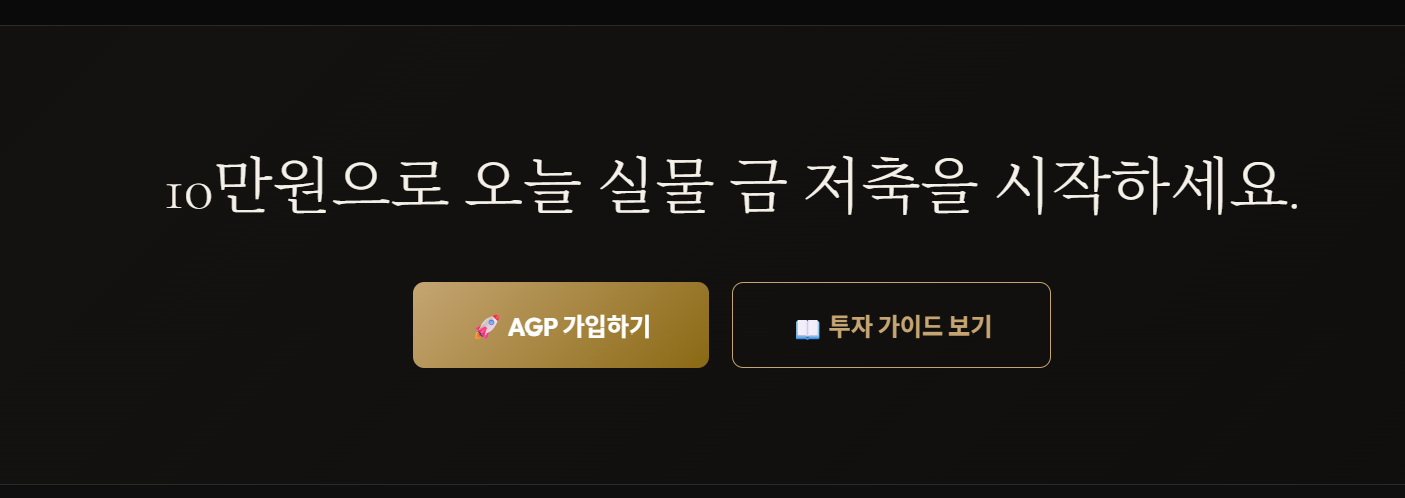 10만원으로 오늘 실물 금 저축을 시작하세요.
🚀 AGP 가입하기
📖 투자 가이드 보기